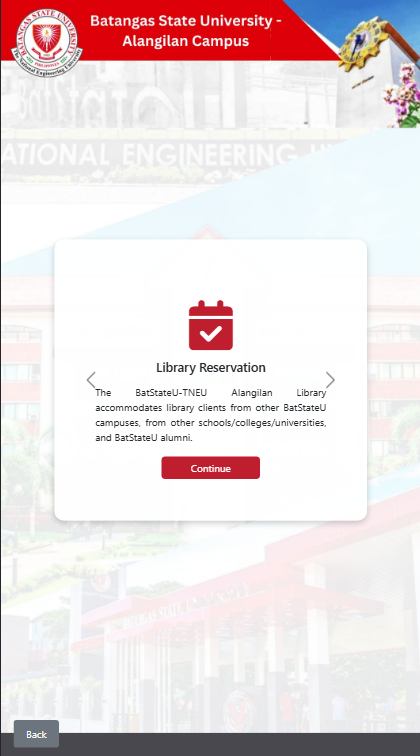 Batangas State University -
Alangilan Campus
BATANGAS STATE UNIVERSITY
The National Engineering University
ATIONAL ENGINEERING
Library Reservation
The BatStateU-TNEU Alangilan Library
accommodates library clients from other BatStateU
campuses, from other schools/colleges/universities,
and BatStateU alumni.
Continue
BATANGAS STATE
Back